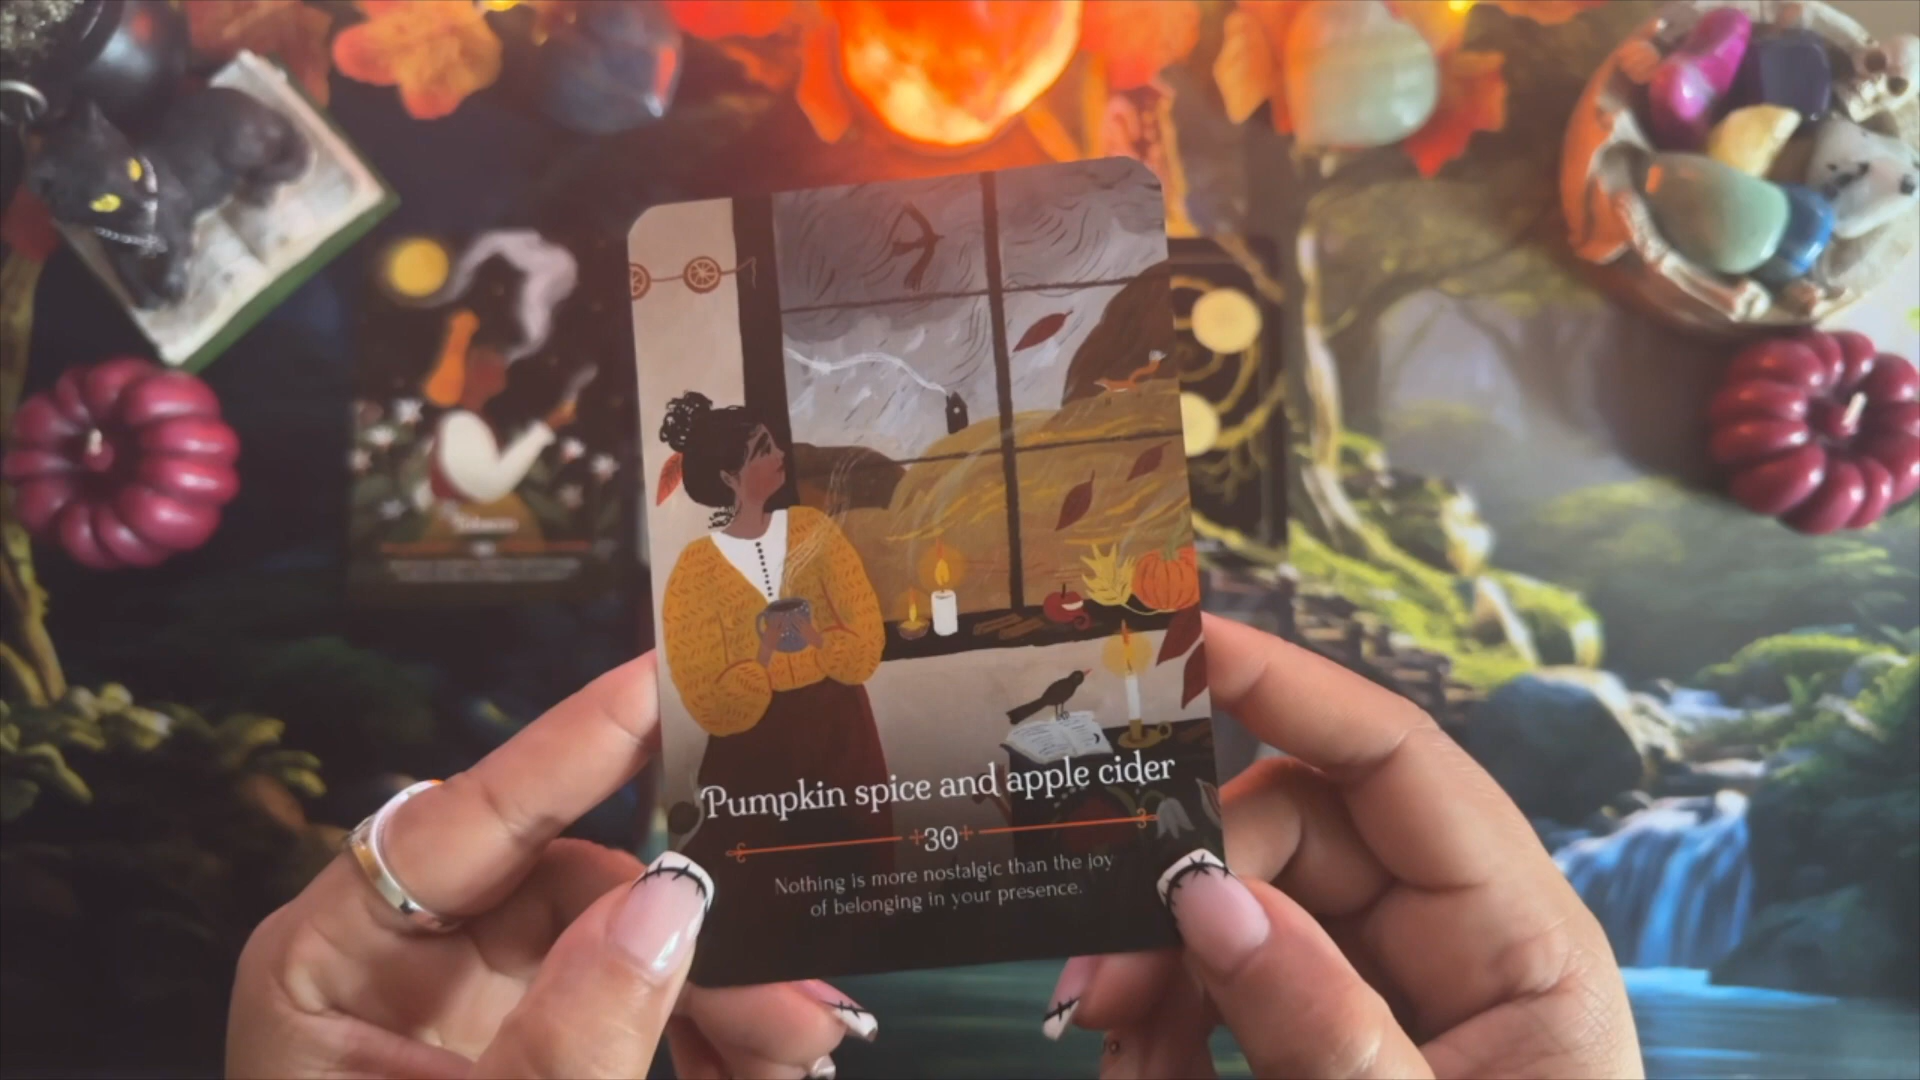 Pumpkin spice and apple cider
30
Nothing is more nostalgic than the joy
of belonging in your presence.